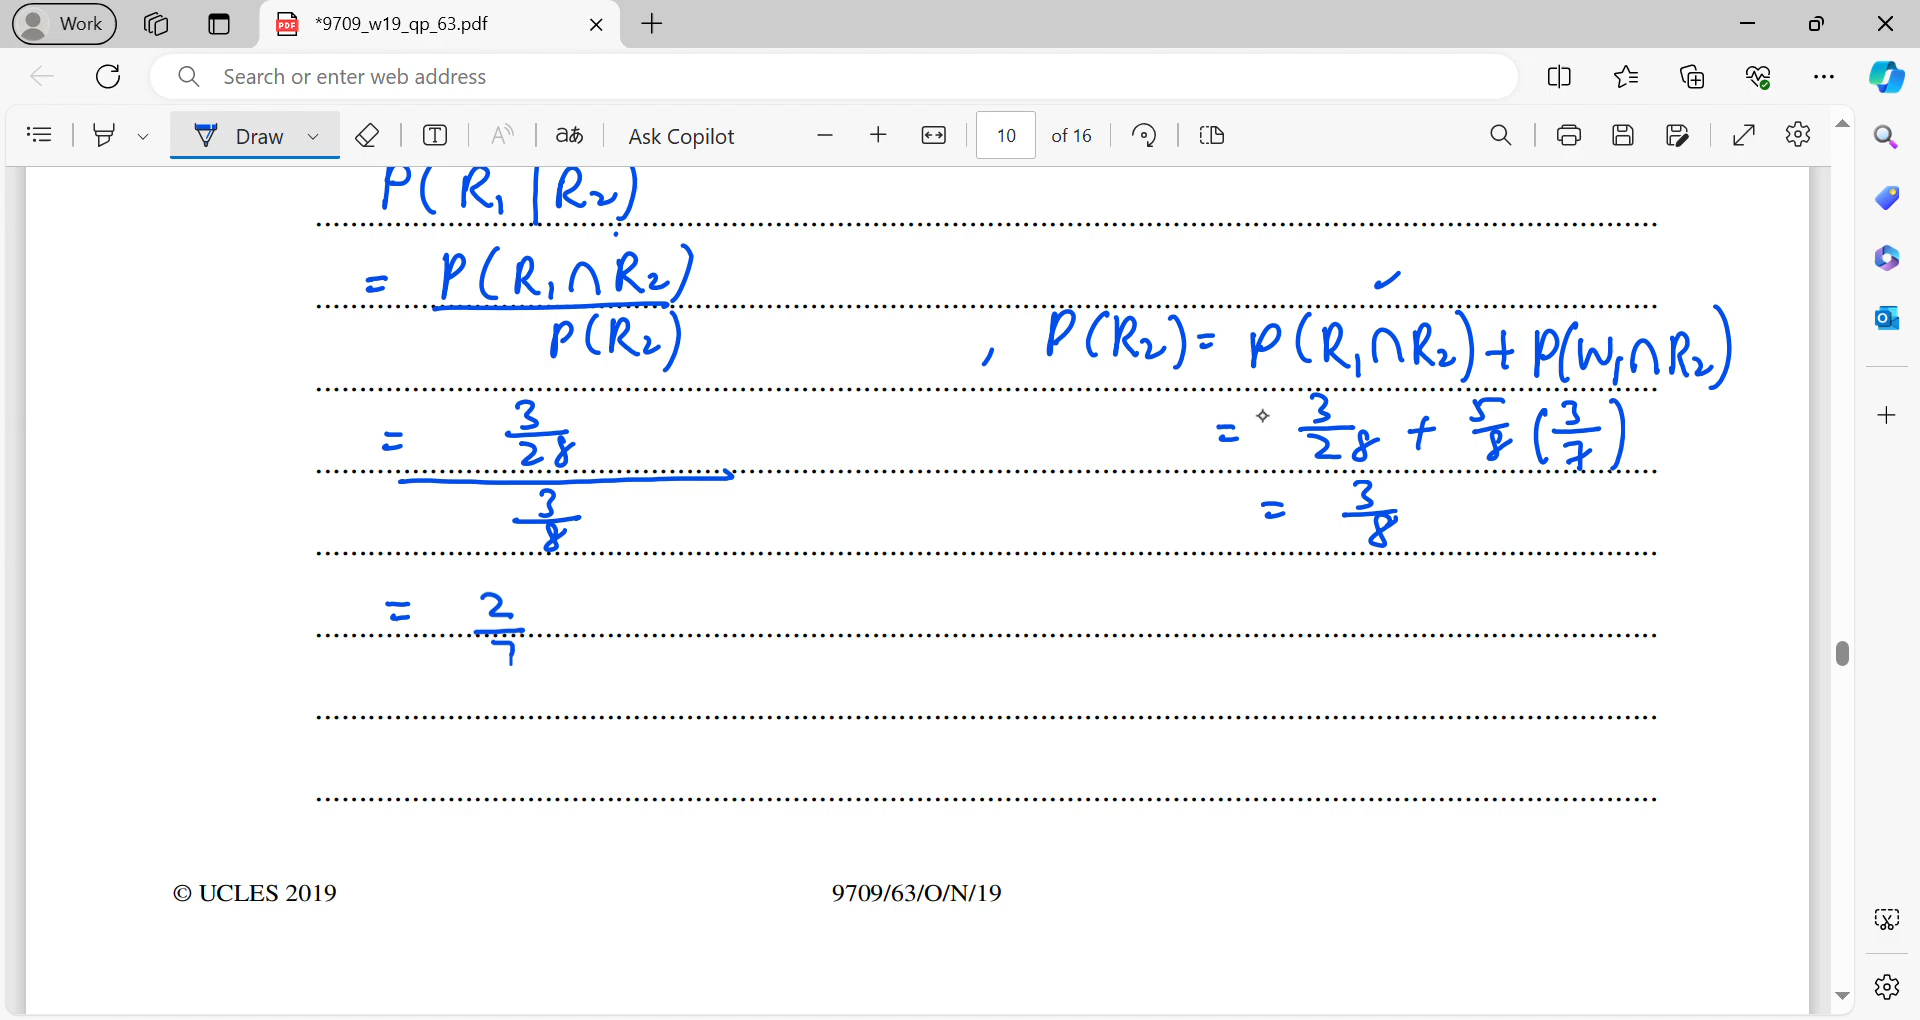 Work
*9709_w19_qp_63.pdf
Search or enter web address
Draw
T
A
aあ
Ask Copilot
10 of 16
P(R₁|R₂)
= P(R₁∩R₂)
P(R₂) , P(R₂) = P(R₁∩R₂) + P(W₁∩R₂)
= 3/28 = 3/28 + 5/8 (3/7)
3/8 = 3/8
= 2/7
© UCLES 2019 9709/63/O/N/19